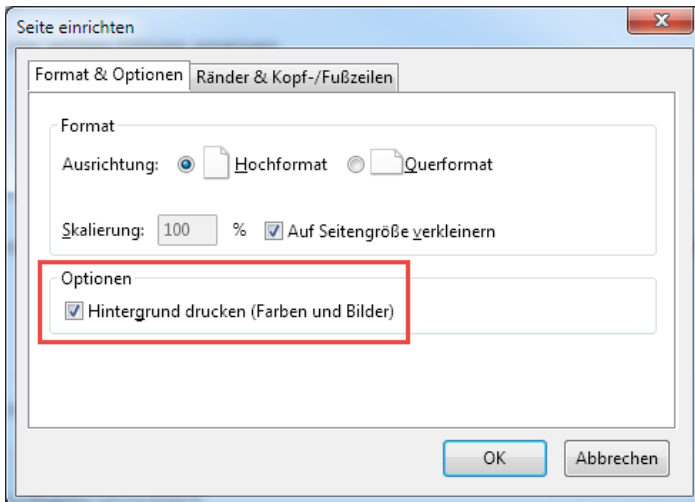 Seite einrichten
Format & Optionen Ränder & Kopf-/Fußzeilen
Format
Ausrichtung: Hochformat Querformat
Skalierung: 100 % Auf Seitengröße verkleinern
Optionen
Hintergrund drucken (Farben und Bilder)
OK Abbrechen